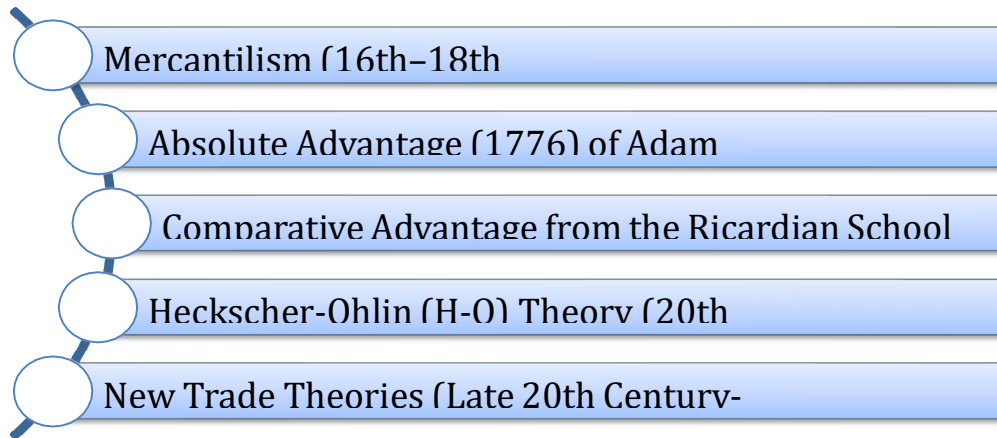 Mercantilism (16th–18th
Absolute Advantage (1776) of Adam
Comparative Advantage from the Ricardian School
Heckscher-Ohlin (H-O) Theory (20th
New Trade Theories (Late 20th Century-